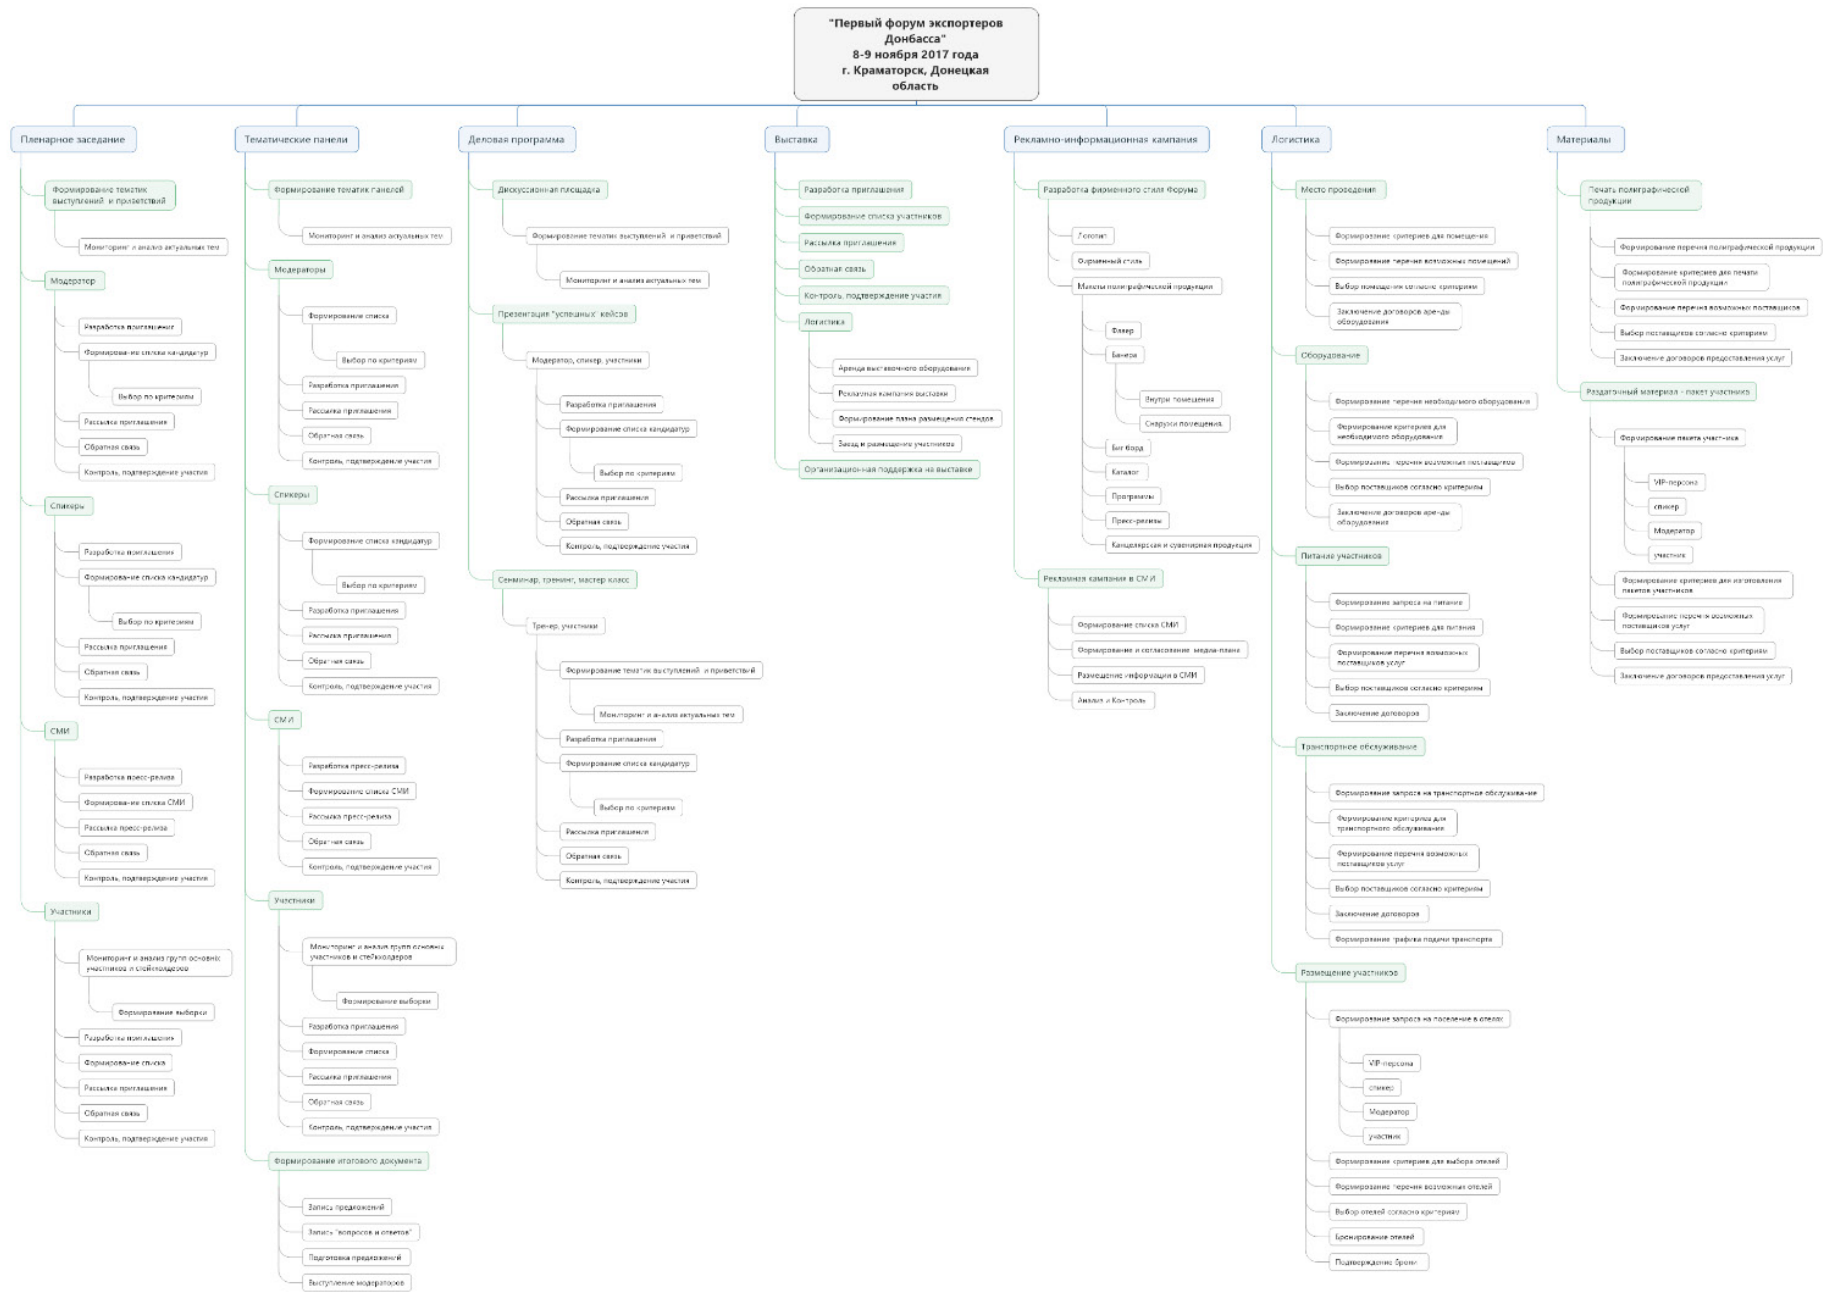 "Первый форум экспортеров
Донбасса"
8-9 ноября 2017 года
г. Краматорск, Донецкая
область
Пленарное заседание
Формирование тематик
выступлений и приветствий
Мониторинг и анализ актуальных тем
Модератор
Разработка приглашения
Формирование списка кандидатур
Выбор по критериям
Рассылка приглашения
Обратная связь
Контроль, подтверждение участия
Спикеры
Разработка приглашения
Формирование списка кандидатур
Выбор по критериям
Рассылка приглашения
Обратная связь
Контроль, подтверждение участия
СМИ
Разработка пресс-релиза
Формирование списка СМИ
Рассылка пресс-релиза
Обратная связь
Контроль, подтверждение участия
Участники
Мониторинг и анализ групп основніх
участников и стейкхолдеров
Формирование выборки
Разработка приглашения
Формирование списка
Рассылка приглашения
Обратная связь
Контроль, подтверждение участия
Тематические панели
Формирование тематик панелей
Мониторинг и анализ актуальных тем
Модераторы
Формирование списка
Выбор по критериям
Разработка приглашения
Рассылка приглашения
Обратная связь
Контроль, подтверждение участия
Спикеры
Формирование списка кандидатур
Выбор по критериям
Разработка приглашения
Рассылка приглашения
Обратная связь
Контроль, подтверждение участия
СМИ
Разработка пресс-релиза
Формирование списка СМИ
Рассылка пресс-релиза
Обратная связь
Контроль, подтверждение участия
Участники
Мониторинг и анализ групп основніх
участников и стейкхолдеров
Формирование выборки
Разработка приглашения
Формирование списка
Рассылка приглашения
Обратная связь
Контроль, подтверждение участия
Формирование итогового документа
Запись предложений
Запись "вопросов и ответов"
Подготовка предложений
Выступление модераторов
Деловая программа
Дискуссионная площадка
Формирование тематик выступлений и приветствий
Мониторинг и анализ актуальных тем
Презентация "успешных" кейсов
Модератор, спикер, участники
Разработка приглашения
Формирование списка кандидатур
Выбор по критериям
Рассылка приглашения
Обратная связь
Контроль, подтверждение участия
Сенминар, тренинг, мастер класс
Тренер, участники
Формирование тематик выступлений и приветствий
Мониторинг и анализ актуальных тем
Разработка приглашения
Формирование списка кандидатур
Выбор по критериям
Рассылка приглашения
Обратная связь
Контроль, подтверждение участия
Выставка
Разработка приглашения
Формирование списка участников
Рассылка приглашения
Обратная связь
Контроль, подтверждение участия
Логистика
Аренда выставочного оборудования
Рекламная кампания выставки
Формирование плана размещения стендов
Заезд и размещение участников
Организационная поддержка на выставке
Рекламно-информационная кампания
Разработка фирменного стиля Форума
Логотип
Фирменный стиль
Макеты полиграфической продукции
Флаер
Банера
Внутри помещения
Снаружи помещения
Биг борд
Каталог
Программы
Пресс-релизы
Канцелярская и сувенирная продукция
Рекламная кампания в СМИ
Формирование списка СМИ
Формирование и согласование медиа-плана
Размещение информации в СМИ
Анализ и Контроль
Логистика
Место проведения
Формирование критериев для помещения
Формирование перечня возможных помещений
Выбор помещения согласно критериям
Заключение договоров аренды
оборудования
Оборудование
Формирование перечня необходимого оборудования
Формирование критериев для
необходимого оборудования
Формирование перечня возможных поставщиков
Выбор поставщиков согласно критериям
Заключение договоров аренды
оборудования
Питание участников
Формирование запроса на питание
Формирование критериев для питания
Формирование перечня возможных
поставщиков услуг
Выбор поставщиков согласно критериям
Заключение договоров
Транспортное обслуживание
Формирование запроса на транспортное обслуживание
Формирование критериев для
транспортного обслуживания
Формирование перечня возможных
поставщиков услуг
Выбор поставщиков согласно критериям
Заключение договоров
Формирование графика подачи транспорта
Размещение участников
Формирование запроса на поселение в отелях
VIP-персона
спикер
Модератор
участник
Формирование критериев для выбора отелей
Формирование перечня возможных отелей
Выбор отелей согласно критериям
Бронирование отелей
Подтверждение брони
Материалы
Печать полиграфической
продукции
Формирование перечня полиграфической продукции
Формирование критериев для печати
полиграфической продукции
Формирование перечня возможных поставщиков
Выбор поставщиков согласно критериям
Заключение договоров предоставления услуг
Раздаточный материал - пакет участника
Формирование пакета участника
VIP-персона
спикер
Модератор
участник
Формирование критериев для изготовления
пакетов участников
Формирование перечня возможных
поставщиков услуг
Выбор поставщиков согласно критериям
Заключение договоров предоставления услуг